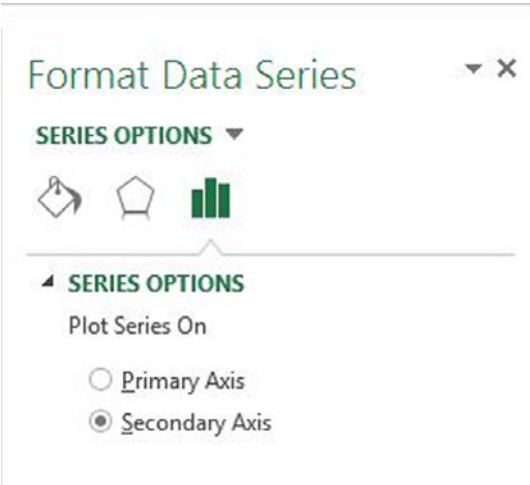 Format Data Series
SERIES OPTIONS
SERIES OPTIONS
Plot Series On
Primary Axis
Secondary Axis